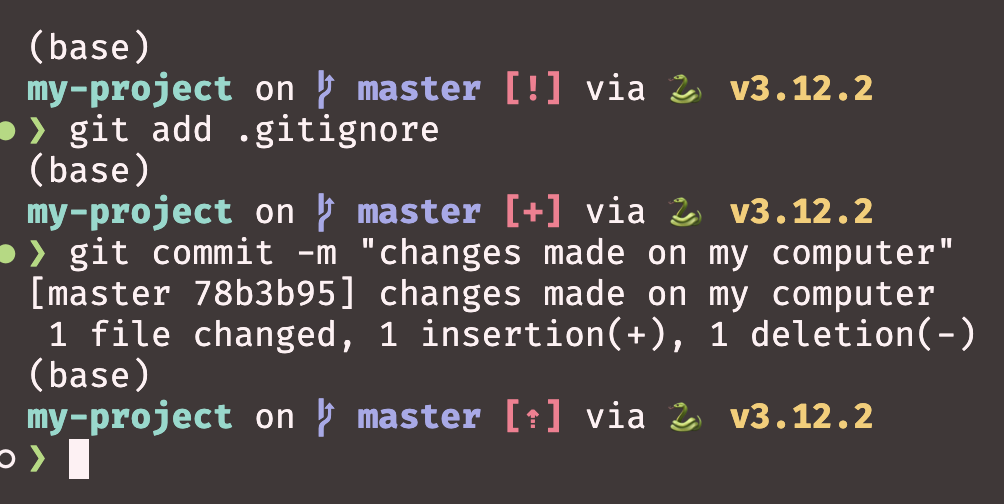 (base)
my-project on ᚠ master [!] via 🐍 v3.12.2
❯ git add .gitignore
(base)
my-project on ᚠ master [+] via 🐍 v3.12.2
❯ git commit -m "changes made on my computer"
[master 78b3b95] changes made on my computer
 1 file changed, 1 insertion(+), 1 deletion(-)
(base)
my-project on ᚠ master [⇡] via 🐍 v3.12.2
❯